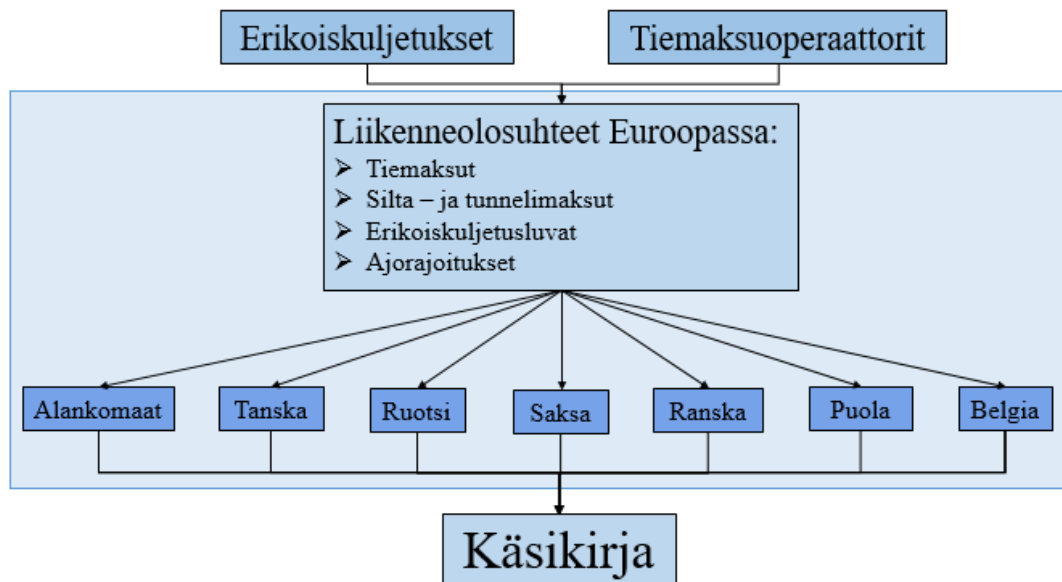 Erikoiskuljetukset
Tiemaksuoperaattorit
Liikenneolosuhteet Euroopassa:
➢ Tiemaksut
➢ Silta – ja tunnelimaksut
➢ Erikoiskuljetusluvat
➢ Ajorajoitukset
Alankomaat
Tanska
Ruotsi
Saksa
Ranska
Puola
Belgia
Käsikirja